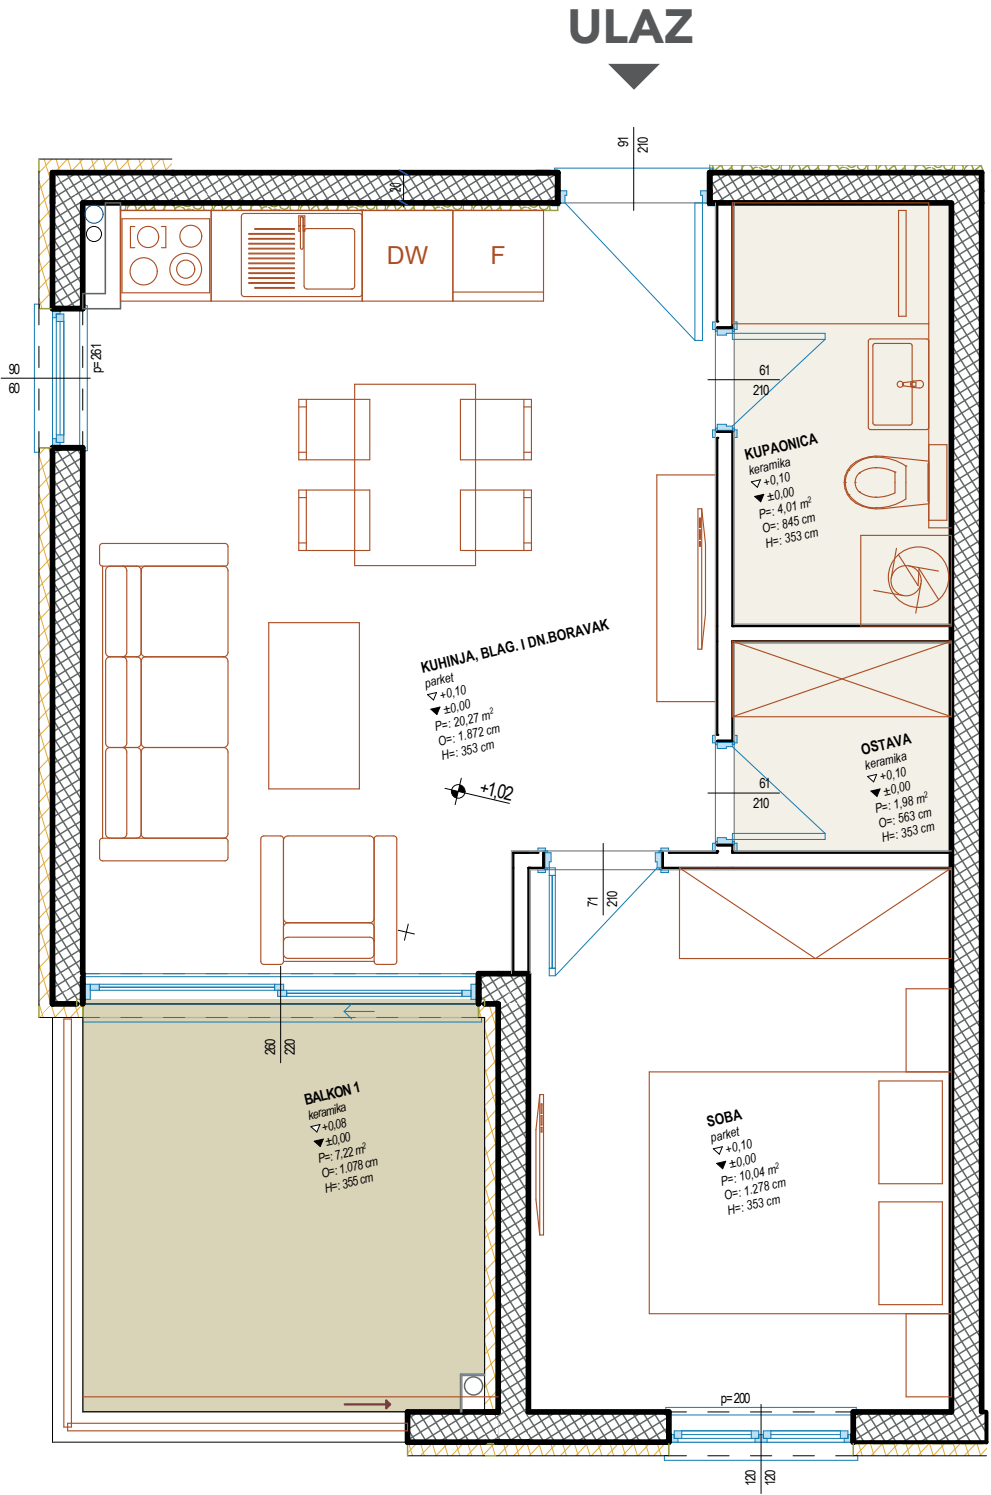 ULAZ
91
210
20
DW
F
90
60
p=261
61
210
KUPAONICA
keramika
+0,10
±0,00
P=: 4,01 m²
O=: 845 cm
H=: 353 cm
KUHINJA, BLAG. I DN.BORAVAK
parket
+0,10
±0,00
P=: 20,27 m²
O=: 1.872 cm
H=: 353 cm
+1,02
OSTAVA
keramika
+0,10
±0,00
P=: 1,98 m²
O=: 563 cm
H=: 353 cm
61
210
71
210
260
220
BALKON 1
keramika
+0,08
±0,00
P=: 7,22 m²
O=: 1.078 cm
H=: 355 cm
SOBA
parket
+0,10
±0,00
P=: 10,04 m²
O=: 1.278 cm
H=: 353 cm
p=200
120
120